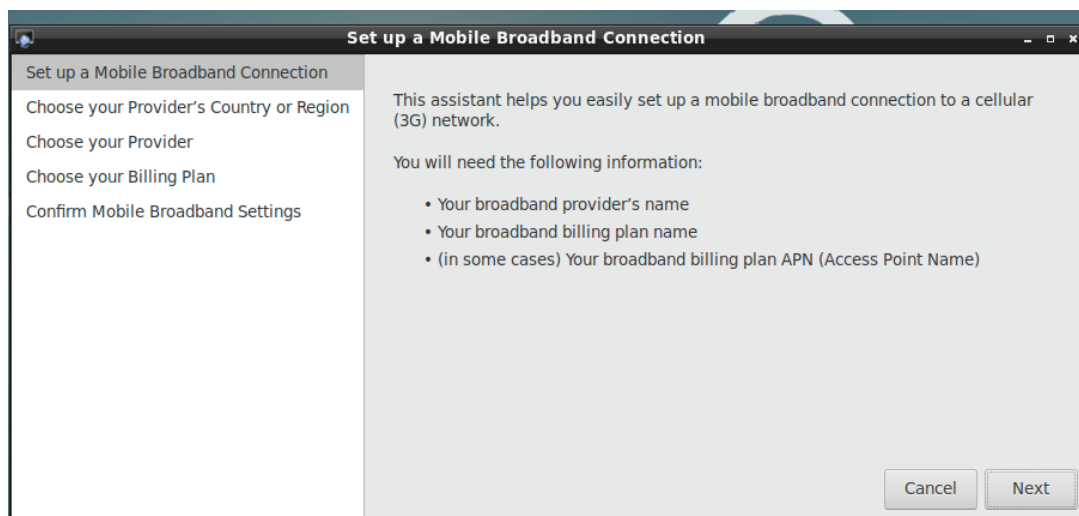 Set up a Mobile Broadband Connection
Set up a Mobile Broadband Connection
Choose your Provider's Country or Region
Choose your Provider
Choose your Billing Plan
Confirm Mobile Broadband Settings
This assistant helps you easily set up a mobile broadband connection to a cellular
(3G) network.
You will need the following information:
• Your broadband provider's name
• Your broadband billing plan name
• (in some cases) Your broadband billing plan APN (Access Point Name)
Cancel
Next